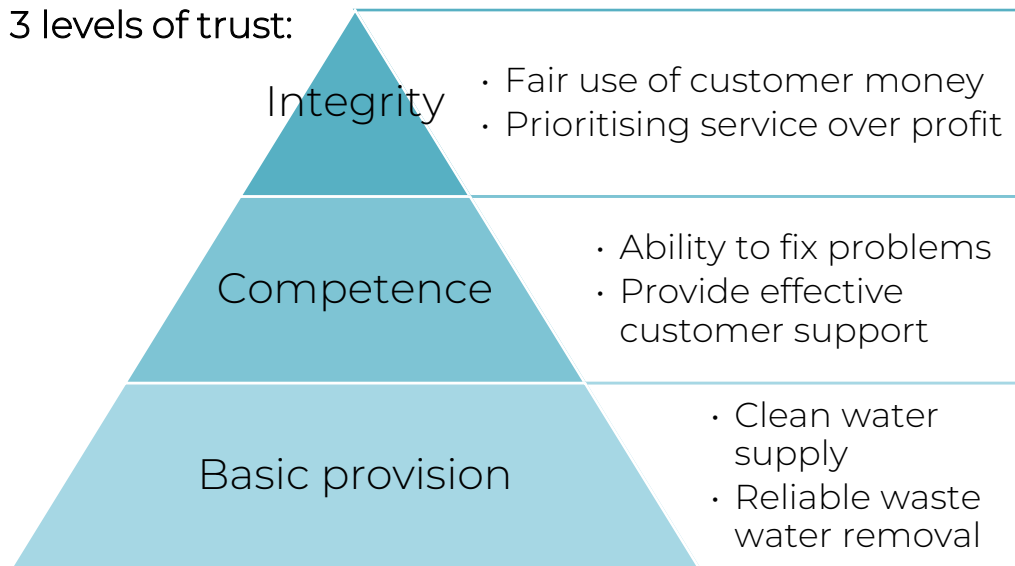 3 levels of trust:
Integrity
• Fair use of customer money
• Prioritising service over profit
Competence
• Ability to fix problems
• Provide effective
customer support
Basic provision
• Clean water
supply
• Reliable waste
water removal